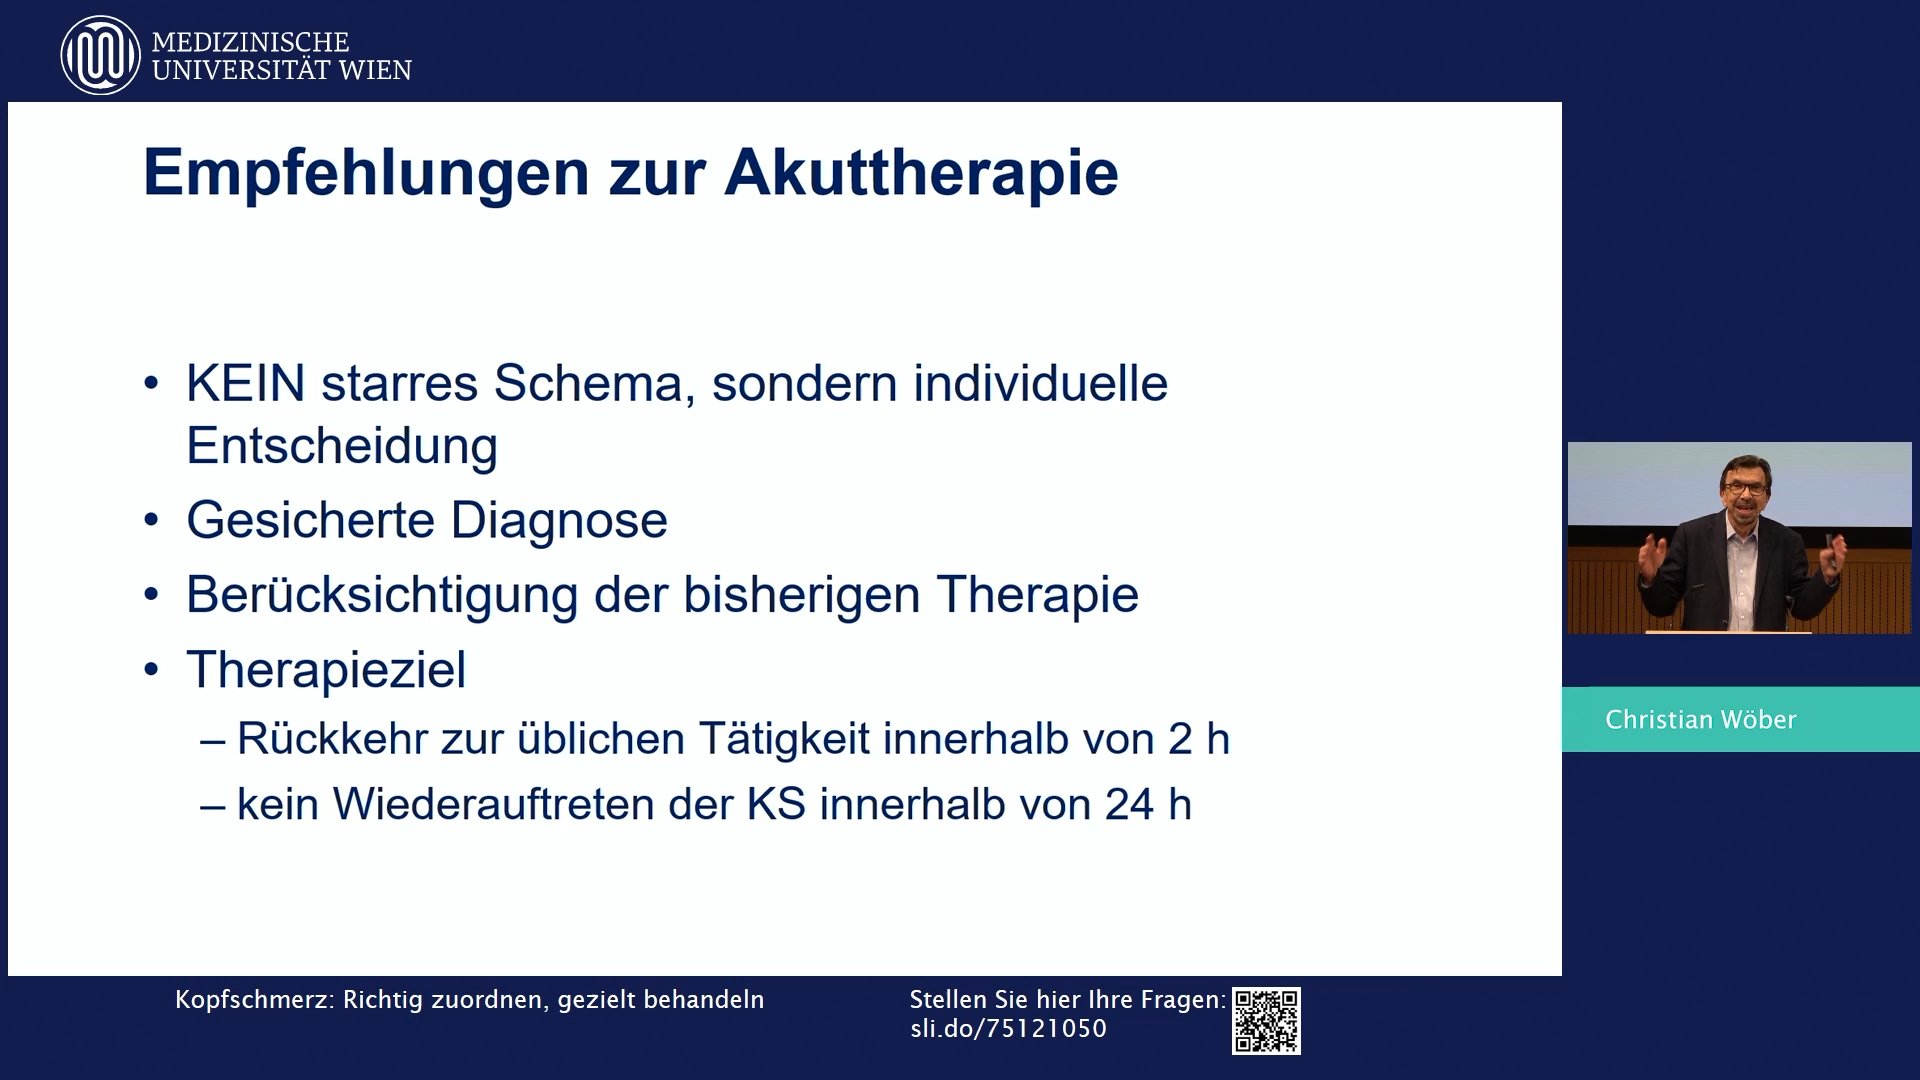 MEDIZINISCHE
UNIVERSITÄT WIEN
Empfehlungen zur Akuttherapie
• KEIN starres Schema, sondern individuelle
Entscheidung
• Gesicherte Diagnose
• Berücksichtigung der bisherigen Therapie
• Therapieziel
– Rückkehr zur üblichen Tätigkeit innerhalb von 2 h
– kein Wiederauftreten der KS innerhalb von 24 h
Christian Wöber
Kopfschmerz: Richtig zuordnen, gezielt behandeln
Stellen Sie hier Ihre Fragen:
sli.do/75121050